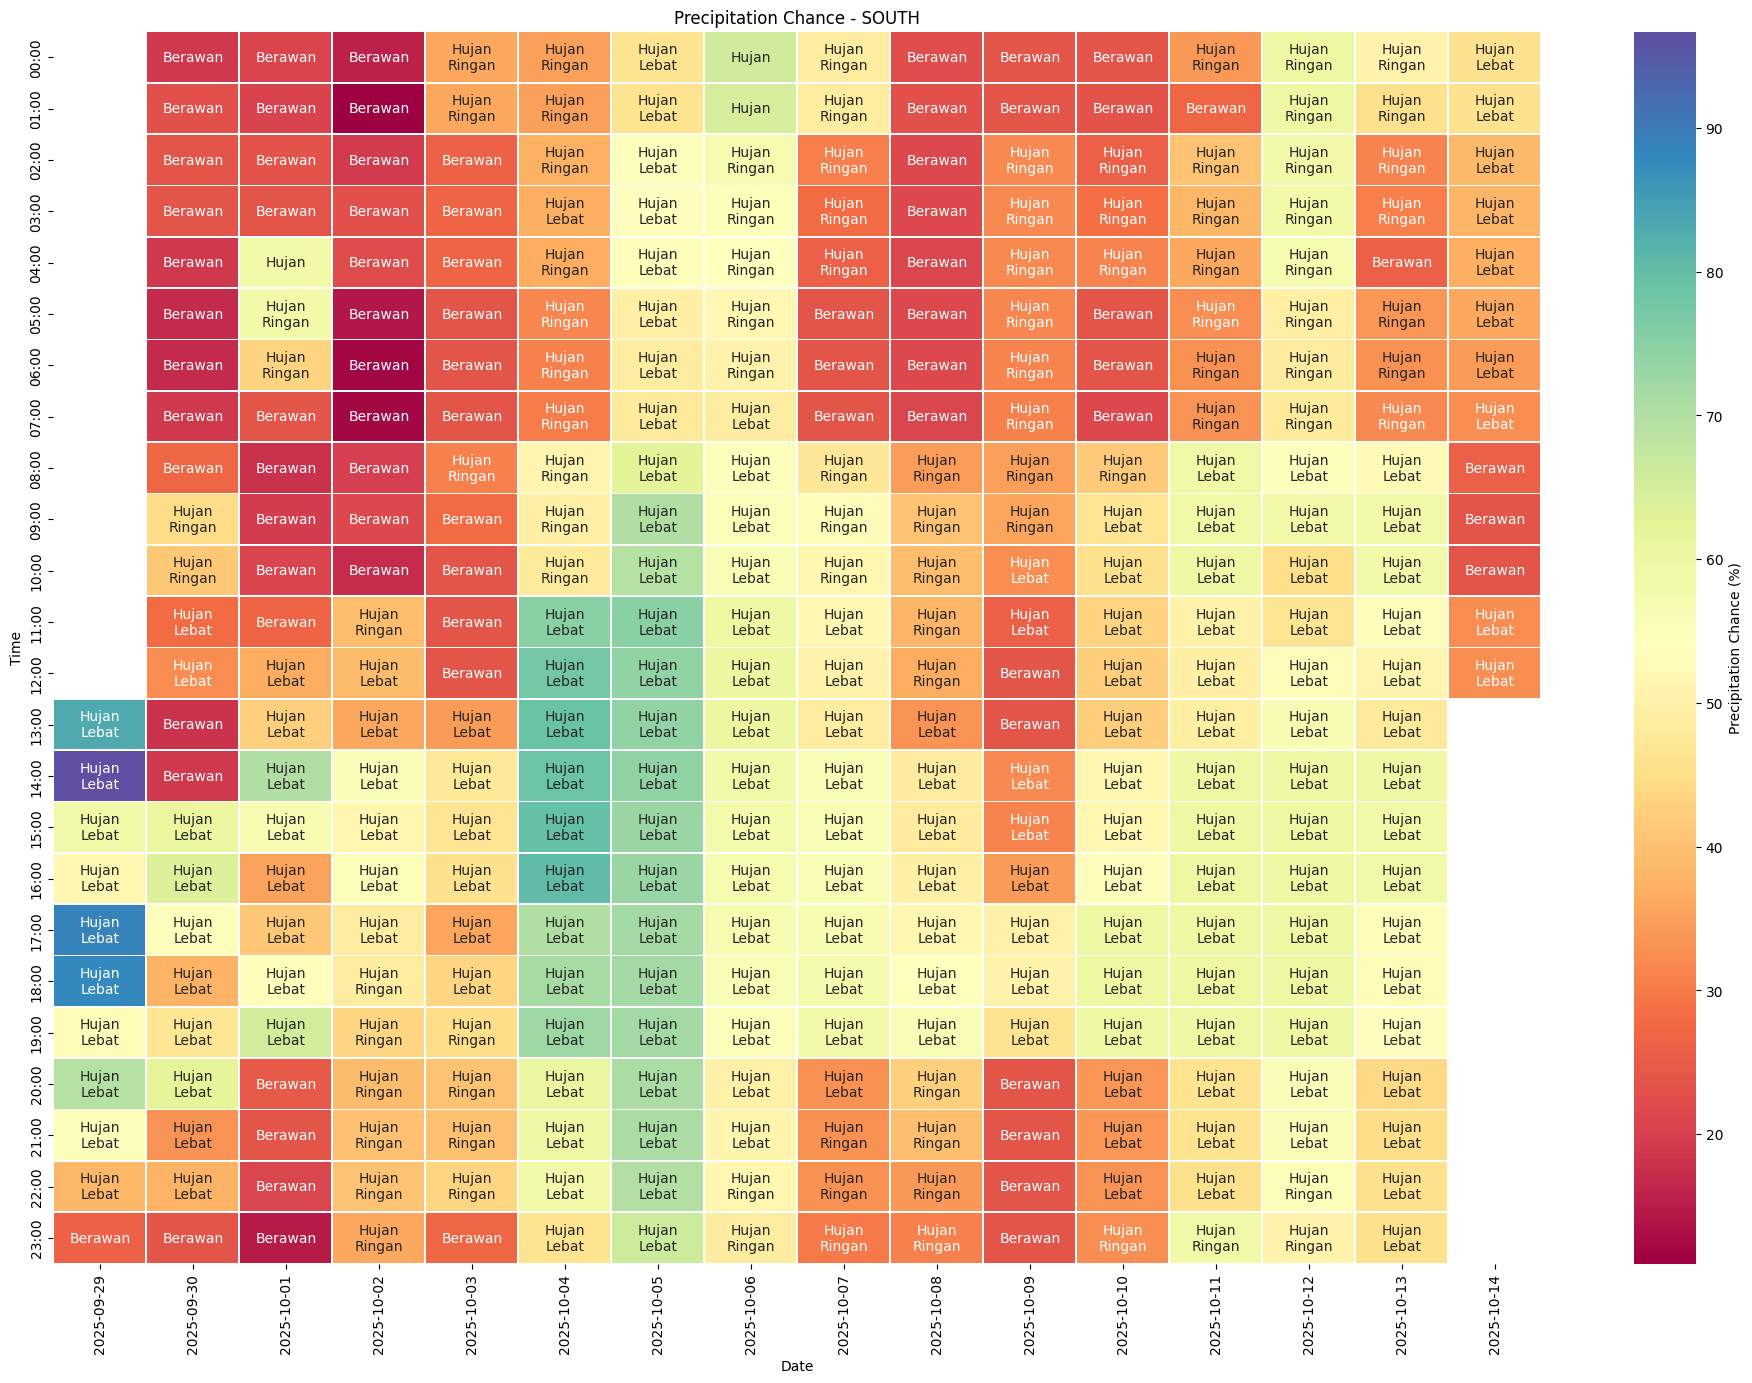 Precipitation Chance - SOUTH
00:00 Berawan Berawan Berawan Hujan Ringan Hujan Ringan Hujan Lebat Hujan Hujan Ringan Berawan Berawan Berawan Hujan Ringan Hujan Ringan Hujan Ringan Hujan Lebat
01:00 Berawan Berawan Berawan Hujan Ringan Hujan Ringan Hujan Lebat Hujan Hujan Ringan Berawan Berawan Berawan Berawan Hujan Ringan Hujan Ringan Hujan Lebat
02:00 Berawan Berawan Berawan Berawan Hujan Ringan Hujan Lebat Hujan Ringan Hujan Ringan Berawan Hujan Ringan Hujan Ringan Hujan Ringan Hujan Ringan Hujan Ringan Hujan Lebat
03:00 Berawan Berawan Berawan Berawan Hujan Lebat Hujan Lebat Hujan Ringan Hujan Ringan Berawan Hujan Ringan Hujan Ringan Hujan Ringan Hujan Ringan Hujan Ringan Hujan Lebat
04:00 Berawan Hujan Berawan Berawan Hujan Ringan Hujan Lebat Hujan Ringan Hujan Ringan Berawan Hujan Ringan Hujan Ringan Hujan Ringan Hujan Ringan Berawan Hujan Lebat
05:00 Berawan Hujan Ringan Berawan Berawan Hujan Ringan Hujan Lebat Hujan Ringan Berawan Berawan Hujan Ringan Berawan Hujan Ringan Hujan Ringan Hujan Ringan Hujan Lebat
06:00 Berawan Hujan Ringan Berawan Berawan Hujan Ringan Hujan Lebat Hujan Ringan Berawan Berawan Hujan Ringan Berawan Hujan Ringan Hujan Ringan Hujan Ringan Hujan Lebat
07:00 Berawan Berawan Berawan Berawan Hujan Ringan Hujan Lebat Hujan Lebat Berawan Berawan Hujan Ringan Berawan Hujan Ringan Hujan Ringan Hujan Ringan Hujan Lebat
08:00 Berawan Berawan Berawan Hujan Ringan Hujan Ringan Hujan Lebat Hujan Lebat Hujan Ringan Hujan Ringan Hujan Ringan Hujan Ringan Hujan Lebat Hujan Lebat Hujan Lebat Berawan
09:00 Hujan Ringan Berawan Berawan Berawan Hujan Ringan Hujan Lebat Hujan Lebat Hujan Ringan Hujan Ringan Hujan Ringan Hujan Lebat Hujan Lebat Hujan Lebat Hujan Lebat Berawan
10:00 Hujan Ringan Berawan Berawan Berawan Hujan Ringan Hujan Lebat Hujan Lebat Hujan Ringan Hujan Ringan Hujan Lebat Hujan Lebat Hujan Lebat Hujan Lebat Hujan Lebat Berawan
11:00 Hujan Lebat Berawan Hujan Ringan Berawan Hujan Lebat Hujan Lebat Hujan Lebat Hujan Lebat Hujan Ringan Hujan Lebat Hujan Lebat Hujan Lebat Hujan Lebat Hujan Lebat Hujan Lebat
12:00 Hujan Lebat Hujan Lebat Hujan Lebat Berawan Hujan Lebat Hujan Lebat Hujan Lebat Hujan Lebat Hujan Ringan Berawan Hujan Lebat Hujan Lebat Hujan Lebat Hujan Lebat Hujan Lebat
13:00 Hujan Lebat Berawan Hujan Lebat Hujan Lebat Hujan Lebat Hujan Lebat Hujan Lebat Hujan Lebat Hujan Lebat Hujan Lebat Berawan Hujan Lebat Hujan Lebat Hujan Lebat Hujan Lebat
14:00 Hujan Lebat Berawan Hujan Lebat Hujan Lebat Hujan Lebat Hujan Lebat Hujan Lebat Hujan Lebat Hujan Lebat Hujan Lebat Hujan Lebat Hujan Lebat Hujan Lebat Hujan Lebat Hujan Lebat
15:00 Hujan Lebat Hujan Lebat Hujan Lebat Hujan Lebat Hujan Lebat Hujan Lebat Hujan Lebat Hujan Lebat Hujan Lebat Hujan Lebat Hujan Lebat Hujan Lebat Hujan Lebat Hujan Lebat Hujan Lebat
16:00 Hujan Lebat Hujan Lebat Hujan Lebat Hujan Lebat Hujan Lebat Hujan Lebat Hujan Lebat Hujan Lebat Hujan Lebat Hujan Lebat Hujan Lebat Hujan Lebat Hujan Lebat Hujan Lebat Hujan Lebat
17:00 Hujan Lebat Hujan Lebat Hujan Lebat Hujan Lebat Hujan Lebat Hujan Lebat Hujan Lebat Hujan Lebat Hujan Lebat Hujan Lebat Hujan Lebat Hujan Lebat Hujan Lebat Hujan Lebat Hujan Lebat
18:00 Hujan Lebat Hujan Lebat Hujan Lebat Hujan Ringan Hujan Lebat Hujan Lebat Hujan Lebat Hujan Lebat Hujan Lebat Hujan Lebat Hujan Lebat Hujan Lebat Hujan Lebat Hujan Lebat Hujan Lebat
19:00 Hujan Lebat Hujan Lebat Hujan Lebat Hujan Ringan Hujan Ringan Hujan Lebat Hujan Lebat Hujan Lebat Hujan Lebat Hujan Lebat Hujan Lebat Hujan Lebat Hujan Lebat Hujan Lebat Hujan Lebat
20:00 Hujan Lebat Hujan Lebat Berawan Hujan Ringan Hujan Ringan Hujan Lebat Hujan Lebat Hujan Lebat Hujan Lebat Hujan Ringan Berawan Hujan Lebat Hujan Lebat Hujan Lebat Hujan Lebat
21:00 Hujan Lebat Hujan Lebat Berawan Hujan Ringan Hujan Ringan Hujan Lebat Hujan Lebat Hujan Lebat Hujan Ringan Hujan Ringan Berawan Hujan Lebat Hujan Lebat Hujan Lebat Hujan Lebat
22:00 Hujan Lebat Hujan Lebat Berawan Hujan Ringan Hujan Ringan Hujan Lebat Hujan Lebat Hujan Ringan Hujan Ringan Hujan Ringan Berawan Hujan Lebat Hujan Lebat Hujan Ringan Hujan Lebat
23:00 Berawan Berawan Berawan Hujan Ringan Berawan Hujan Lebat Hujan Lebat Hujan Ringan Hujan Ringan Hujan Ringan Berawan Hujan Ringan Hujan Ringan Hujan Ringan Hujan Lebat
Time
2025-09-29 2025-09-30 2025-10-01 2025-10-02 2025-10-03 2025-10-04 2025-10-05 2025-10-06 2025-10-07 2025-10-08 2025-10-09 2025-10-10 2025-10-11 2025-10-12 2025-10-13 2025-10-14
Date
90
80
70
60
50
40
30
20
Precipitation Chance (%)